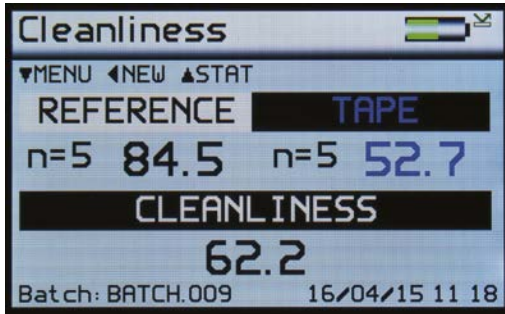 Cleanliness
▼MENU ◀NEW ▲STAT
REFERENCE TAPE
n=5 84.5 n=5 52.7
CLEANLINESS
62.2
Batch: BATCH.009 16/04/15 11 18